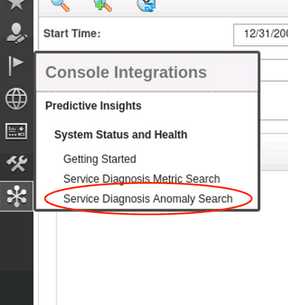 Start Time:
12/31/200
Console Integrations
Predictive Insights
System Status and Health
Getting Started
Service Diagnosis Metric Search
Service Diagnosis Anomaly Search